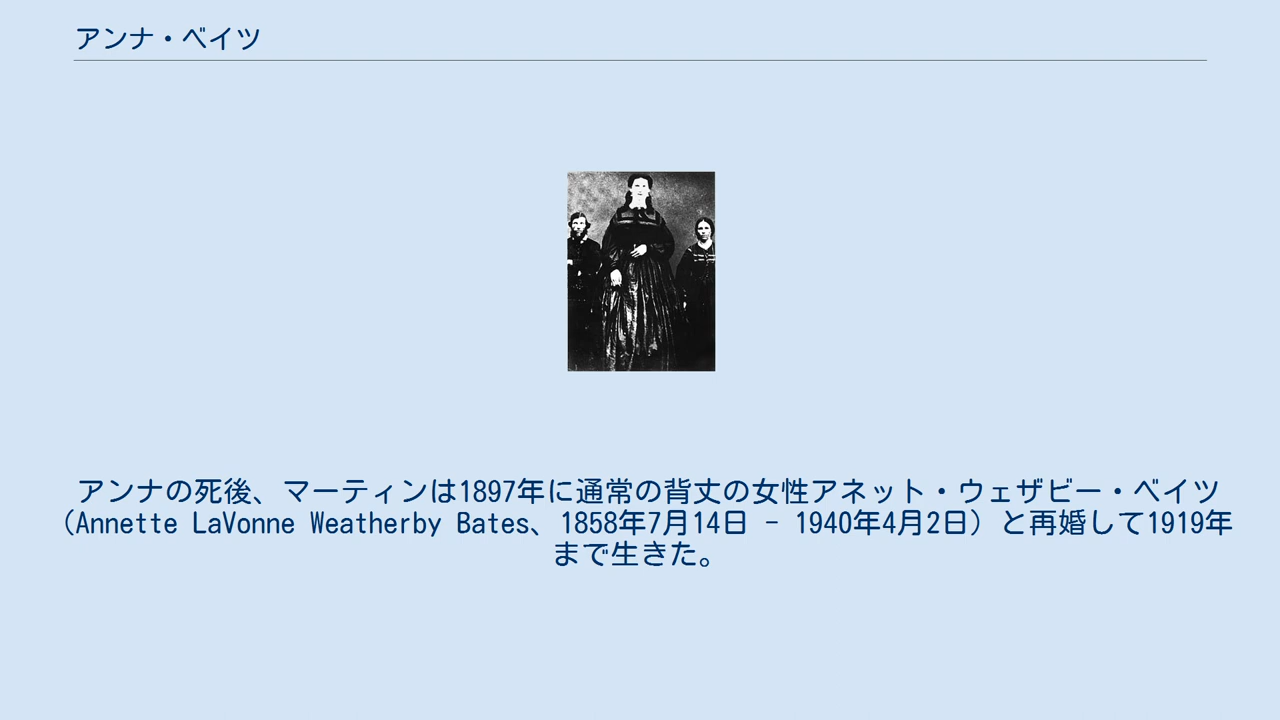 アンナ・ベイツ
アンナの死後、マーティンは1897年に通常の背丈の女性アネット・ウェザビー・ベイツ
（Annette LaVonne Weatherby Bates、1858年7月14日 - 1940年4月2日）と再婚して1919年
まで生きた。